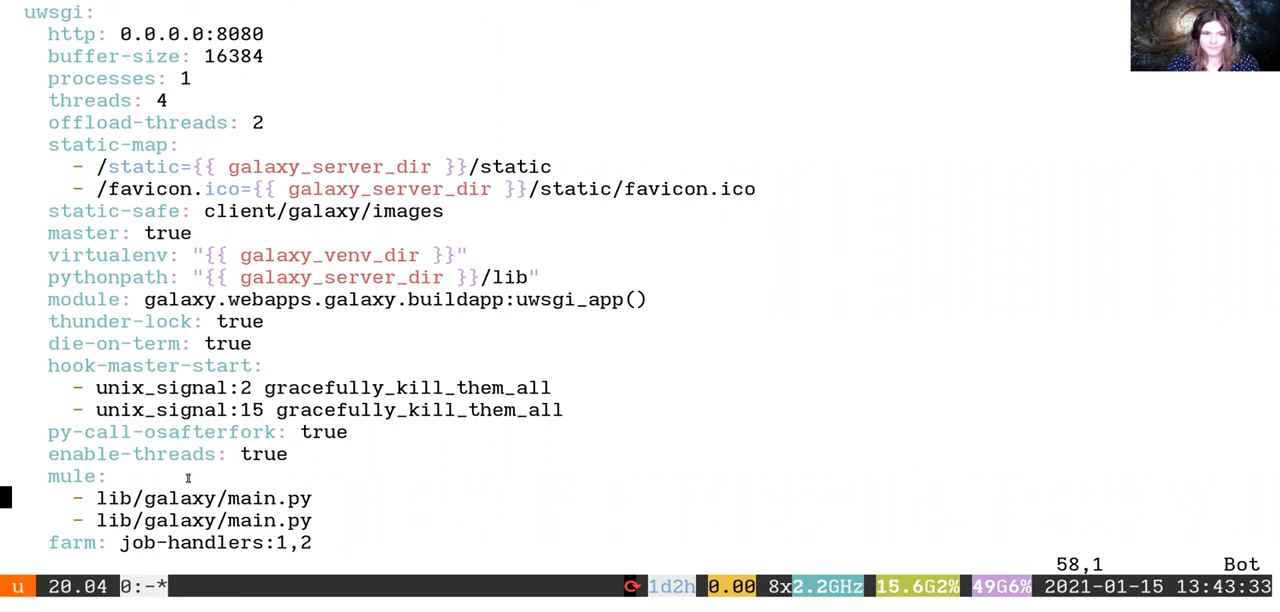 uwsgi:
http: 0.0.0.0:8080
buffer-size: 16384
processes: 1
threads: 4
offload-threads: 2
static-map:
- /static={{ galaxy_server_dir }}/static
- /favicon.ico={{ galaxy_server_dir }}/static/favicon.ico
static-safe: client/galaxy/images
master: true
virtualenv: "{{ galaxy_venv_dir }}"
pythonpath: "{{ galaxy_server_dir }}/lib"
module: galaxy.webapps.galaxy.buildapp:uwsgi_app()
thunder-lock: true
die-on-term: true
hook-master-start:
- unix_signal:2 gracefully_kill_them_all
- unix_signal:15 gracefully_kill_them_all
py-call-osafterfork: true
enable-threads: true
mule:
- lib/galaxy/main.py
- lib/galaxy/main.py
farm: job-handlers:1,2
58,1 Bot
u 20.04 0:-* 1d2h 0.00 8x2.2GHz 15.6G2% 49G6% 2021-01-15 13:43:33